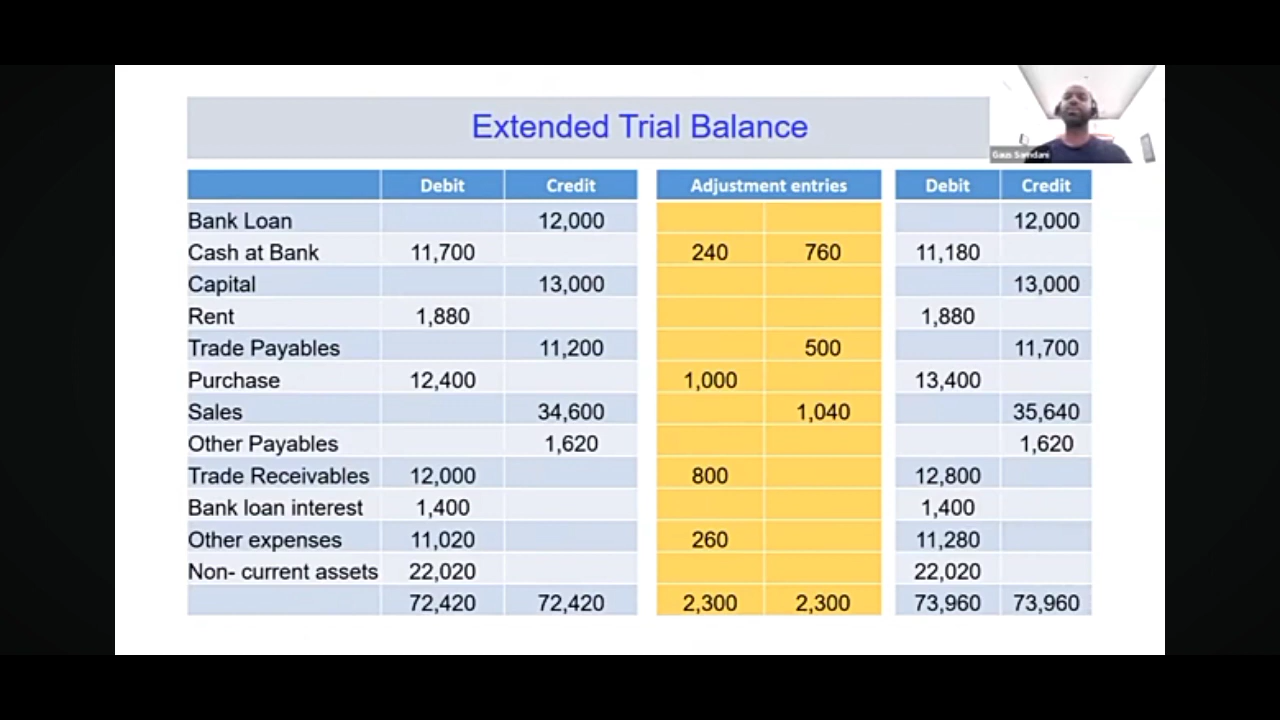 Extended Trial Balance
Gaus Samdani
Debit Credit Adjustment entries Debit Credit
Bank Loan 12,000 12,000
Cash at Bank 11,700 240 760 11,180
Capital 13,000 13,000
Rent 1,880 1,880
Trade Payables 11,200 500 11,700
Purchase 12,400 1,000 13,400
Sales 34,600 1,040 35,640
Other Payables 1,620 1,620
Trade Receivables 12,000 800 12,800
Bank loan interest 1,400 1,400
Other expenses 11,020 260 11,280
Non- current assets 22,020 22,020
72,420 72,420 2,300 2,300 73,960 73,960